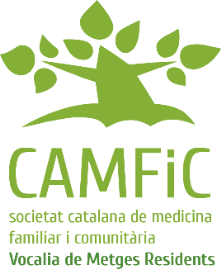 CAMFiC
societat catalana de medicina
familiar i comunitària
Vocalia de Metges Residents